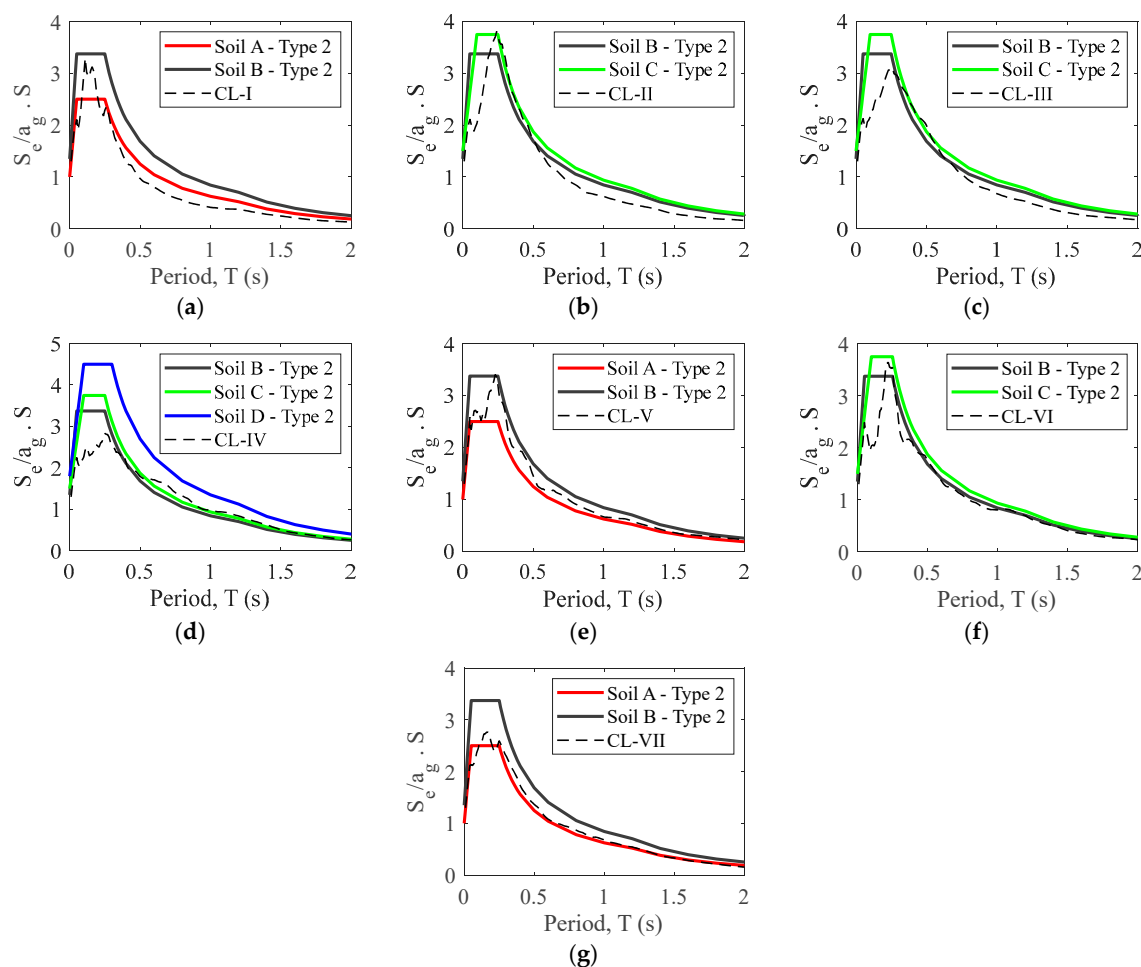 4
3
2
1
0
S_e/a_g . S
Soil A - Type 2
Soil B - Type 2
CL-I
0 0.5 1 1.5 2
Period, T (s)
(a)
4
3
2
1
0
S_e/a_g . S
Soil B - Type 2
Soil C - Type 2
CL-II
0 0.5 1 1.5 2
Period, T (s)
(b)
4
3
2
1
0
S_e/a_g . S
Soil B - Type 2
Soil C - Type 2
CL-III
0 0.5 1 1.5 2
Period, T (s)
(c)
5
4
3
2
1
0
S_e/a_g . S
Soil B - Type 2
Soil C - Type 2
Soil D - Type 2
CL-IV
0 0.5 1 1.5 2
Period, T (s)
(d)
4
3
2
1
0
S_e/a_g . S
Soil A - Type 2
Soil B - Type 2
CL-V
0 0.5 1 1.5 2
Period, T (s)
(e)
4
3
2
1
0
S_e/a_g . S
Soil B - Type 2
Soil C - Type 2
CL-VI
0 0.5 1 1.5 2
Period, T (s)
(f)
4
3
2
1
0
S_e/a_g . S
Soil A - Type 2
Soil B - Type 2
CL-VII
0 0.5 1 1.5 2
Period, T (s)
(g)